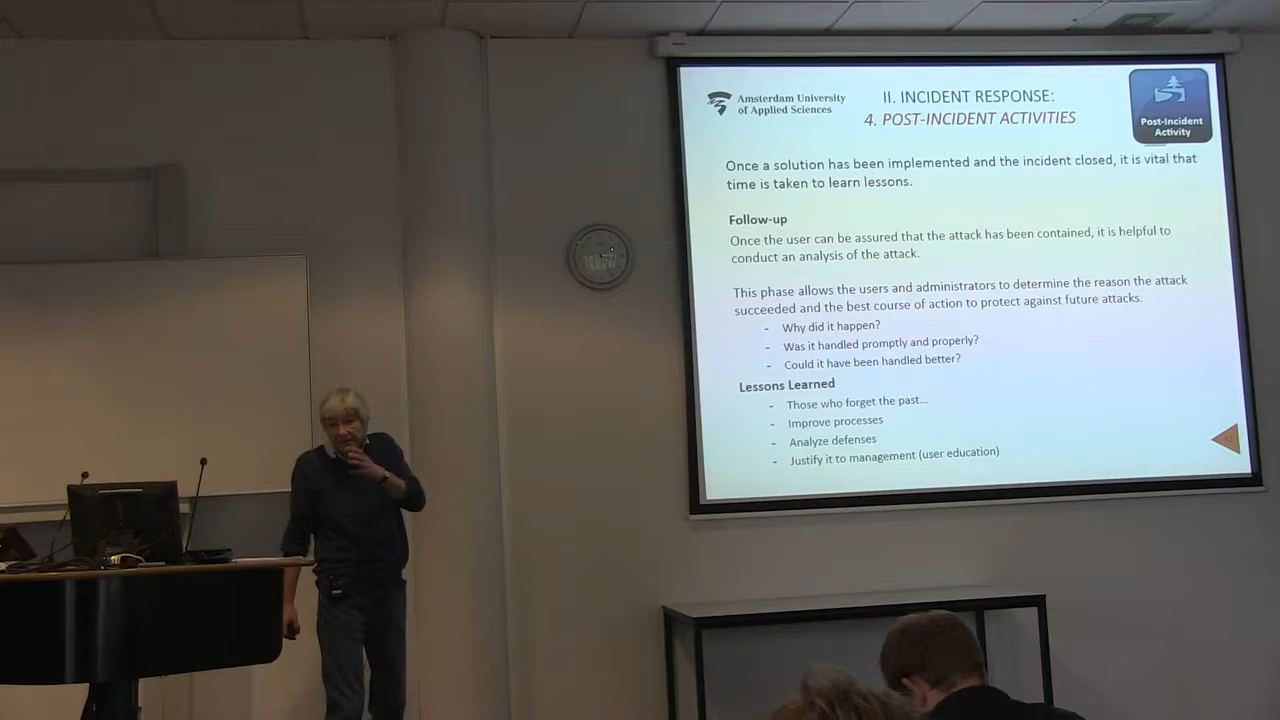 Amsterdam University
of Applied Sciences
II. INCIDENT RESPONSE:
4. POST-INCIDENT ACTIVITIES
Post-Incident
Activity
Once a solution has been implemented and the incident closed, it is vital that
time is taken to learn lessons.
Follow-up
Once the user can be assured that the attack has been contained, it is helpful to
conduct an analysis of the attack.
This phase allows the users and administrators to determine the reason the attack
succeeded and the best course of action to protect against future attacks.
- Why did it happen?
- Was it handled promptly and properly?
- Could it have been handled better?
Lessons Learned
- Those who forget the past...
- Improve processes
- Analyze defenses
- Justify it to management (user education)